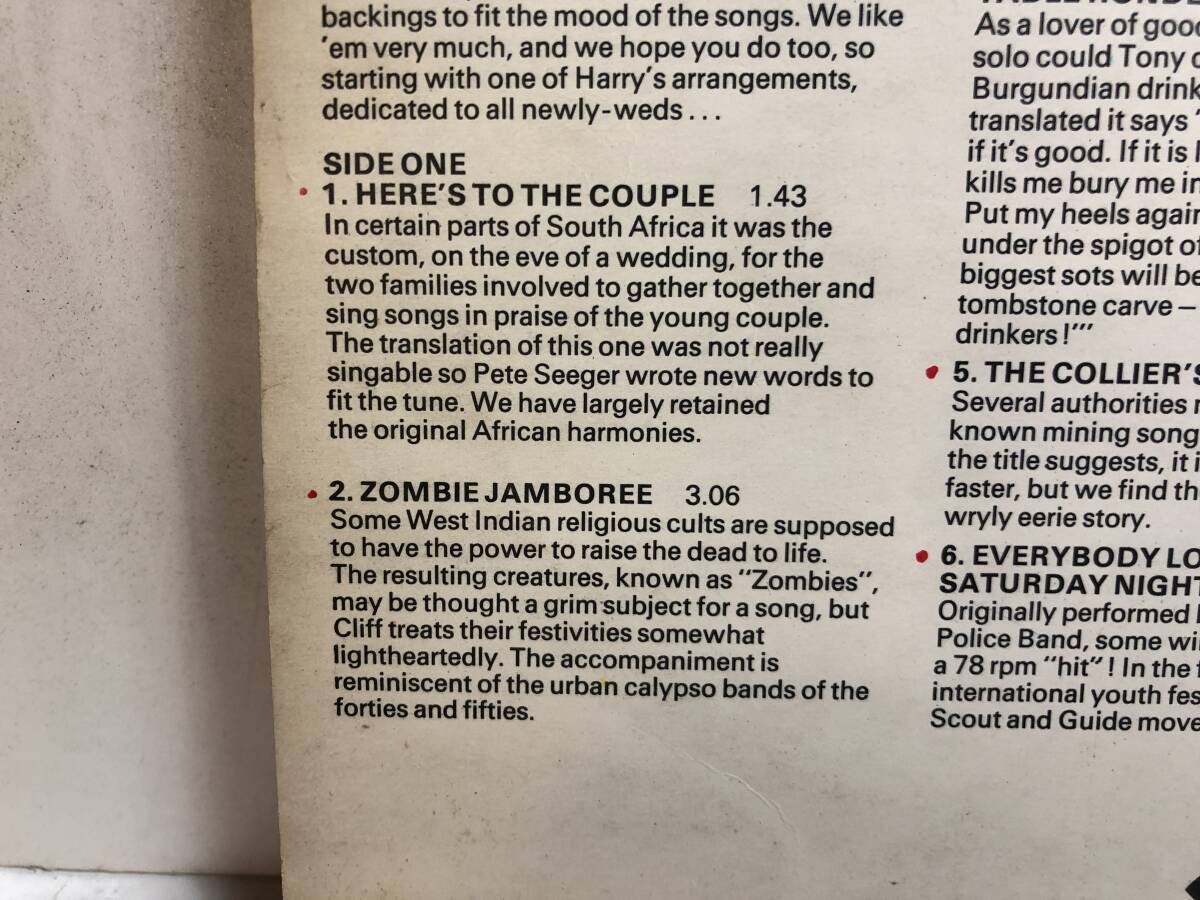 backings to fit the mood of the songs. We like
'em very much, and we hope you do too, so
starting with one of Harry's arrangements,
dedicated to all newly-weds...
SIDE ONE
1. HERE'S TO THE COUPLE 1.43
In certain parts of South Africa it was the
custom, on the eve of a wedding, for the
two families involved to gather together and
sing songs in praise of the young couple.
The translation of this one was not really
singable so Pete Seeger wrote new words to
fit the tune. We have largely retained
the original African harmonies.
2. ZOMBIE JAMBOREE 3.06
Some West Indian religious cults are supposed
to have the power to raise the dead to life.
The resulting creatures, known as "Zombies",
may be thought a grim subject for a song, but
Cliff treats their festivities somewhat
lightheartedly. The accompaniment is
reminiscent of the urban calypso bands of the
forties and fifties.
As a lover of
solo could Tony
Burgundian
translated it says
if it's good. If it is
kills me bury me
Put my heels
under the spigot
biggest sots will
tombstone carve –
drinkers!'"
5. THE COLLIER'S
Several authorities
known mining song
the title suggests, it
faster, but we find
wryly eerie story.
6. EVERYBODY
SATURDAY NIGHT
Originally performed
Police Band, some
a 78 rpm "hit"! In the
international youth
Scout and Guide